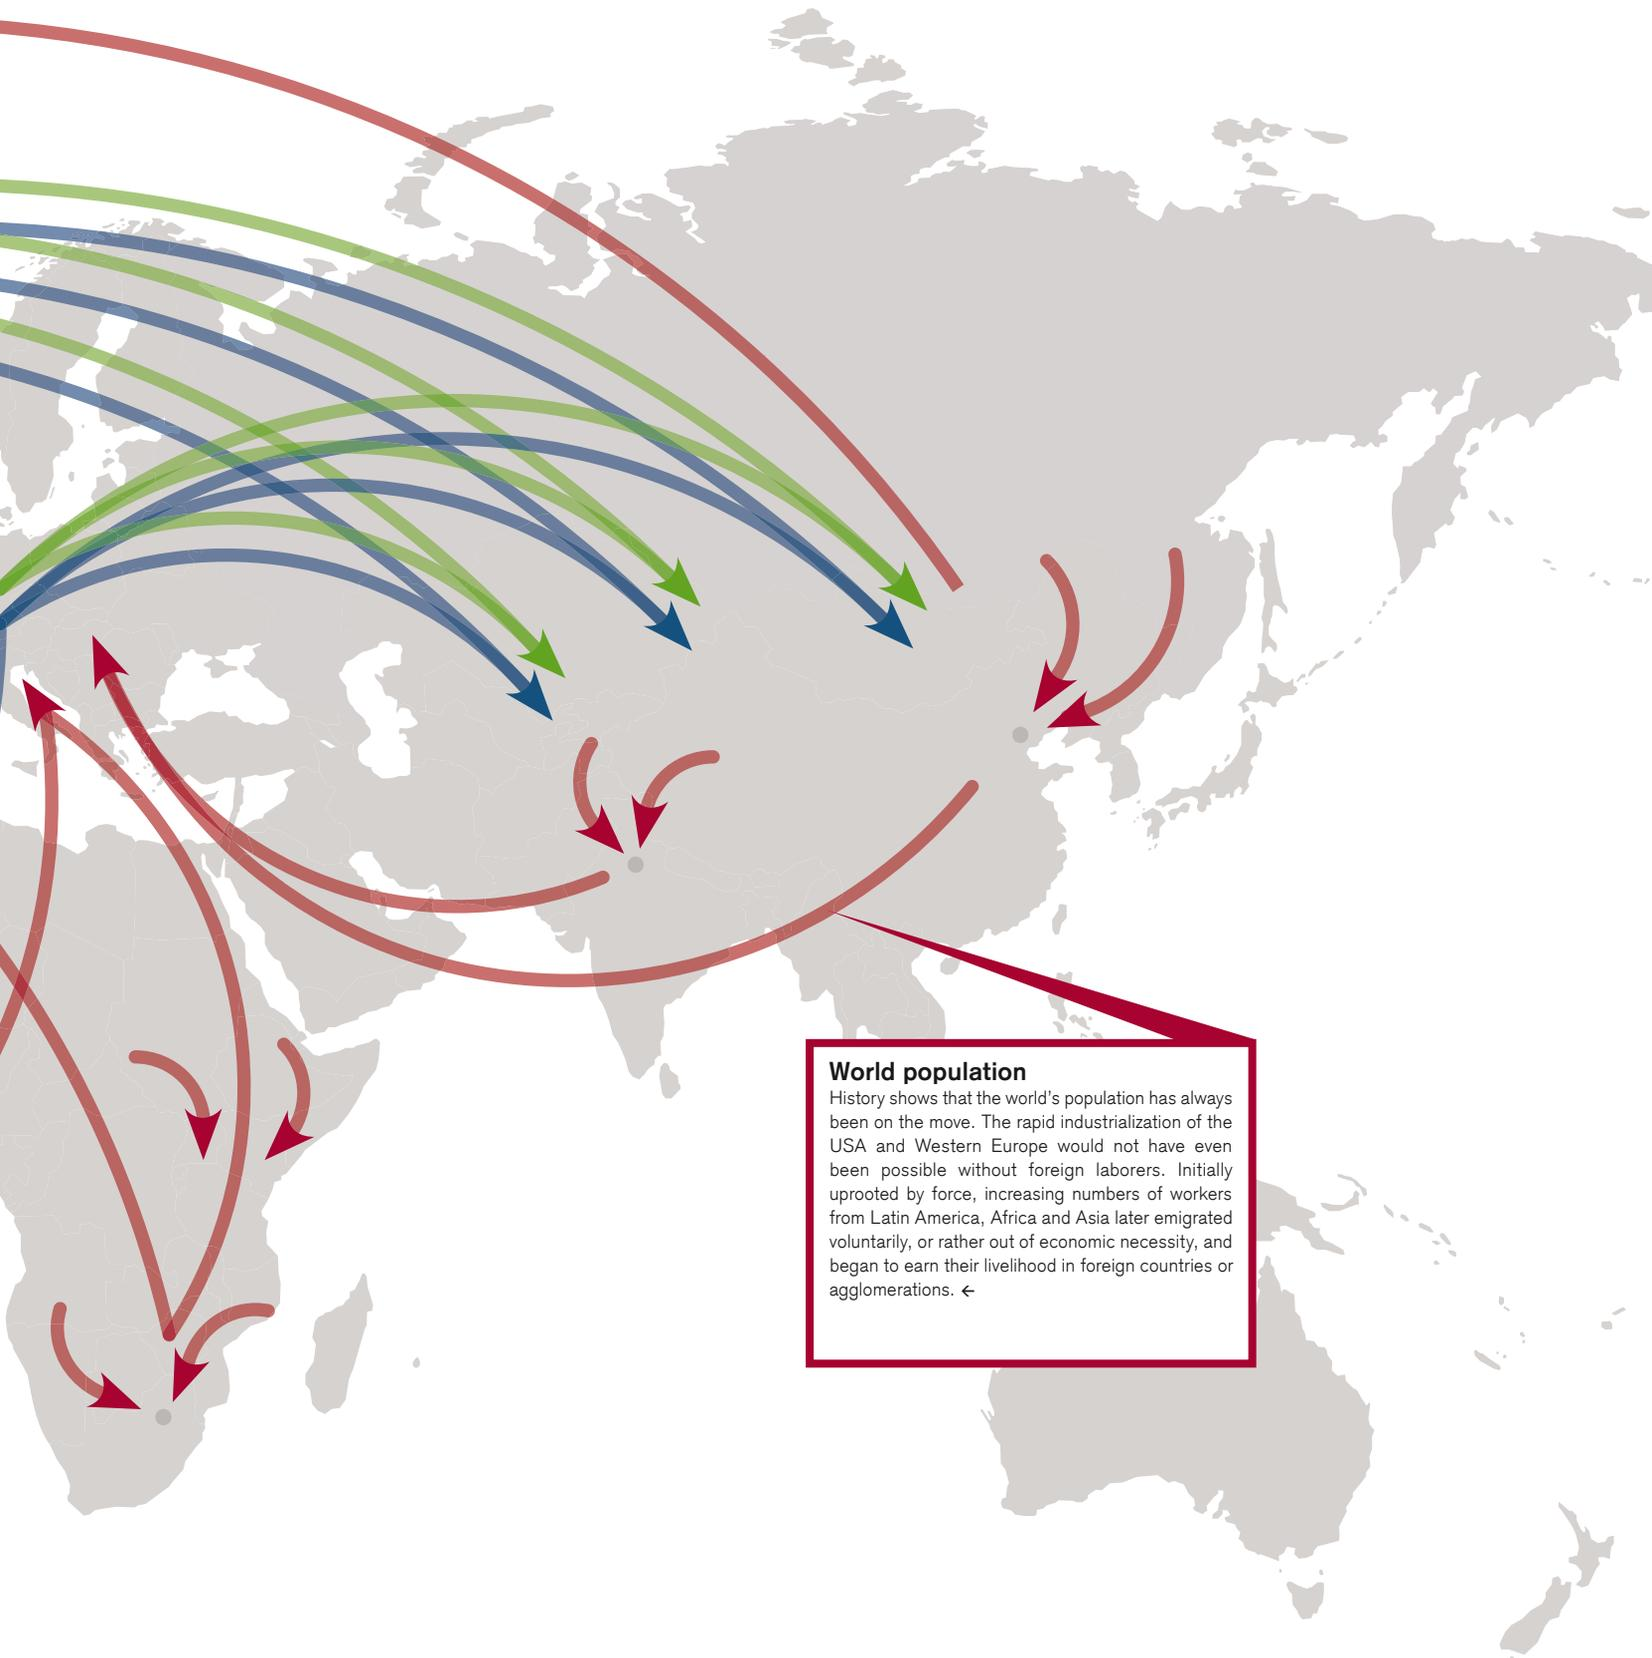 World population
History shows that the world's population has always
been on the move. The rapid industrialization of the
USA and Western Europe would not have even
been possible without foreign laborers. Initially
uprooted by force, increasing numbers of workers
from Latin America, Africa and Asia later emigrated
voluntarily, or rather out of economic necessity, and
began to earn their livelihood in foreign countries or
agglomerations. ←